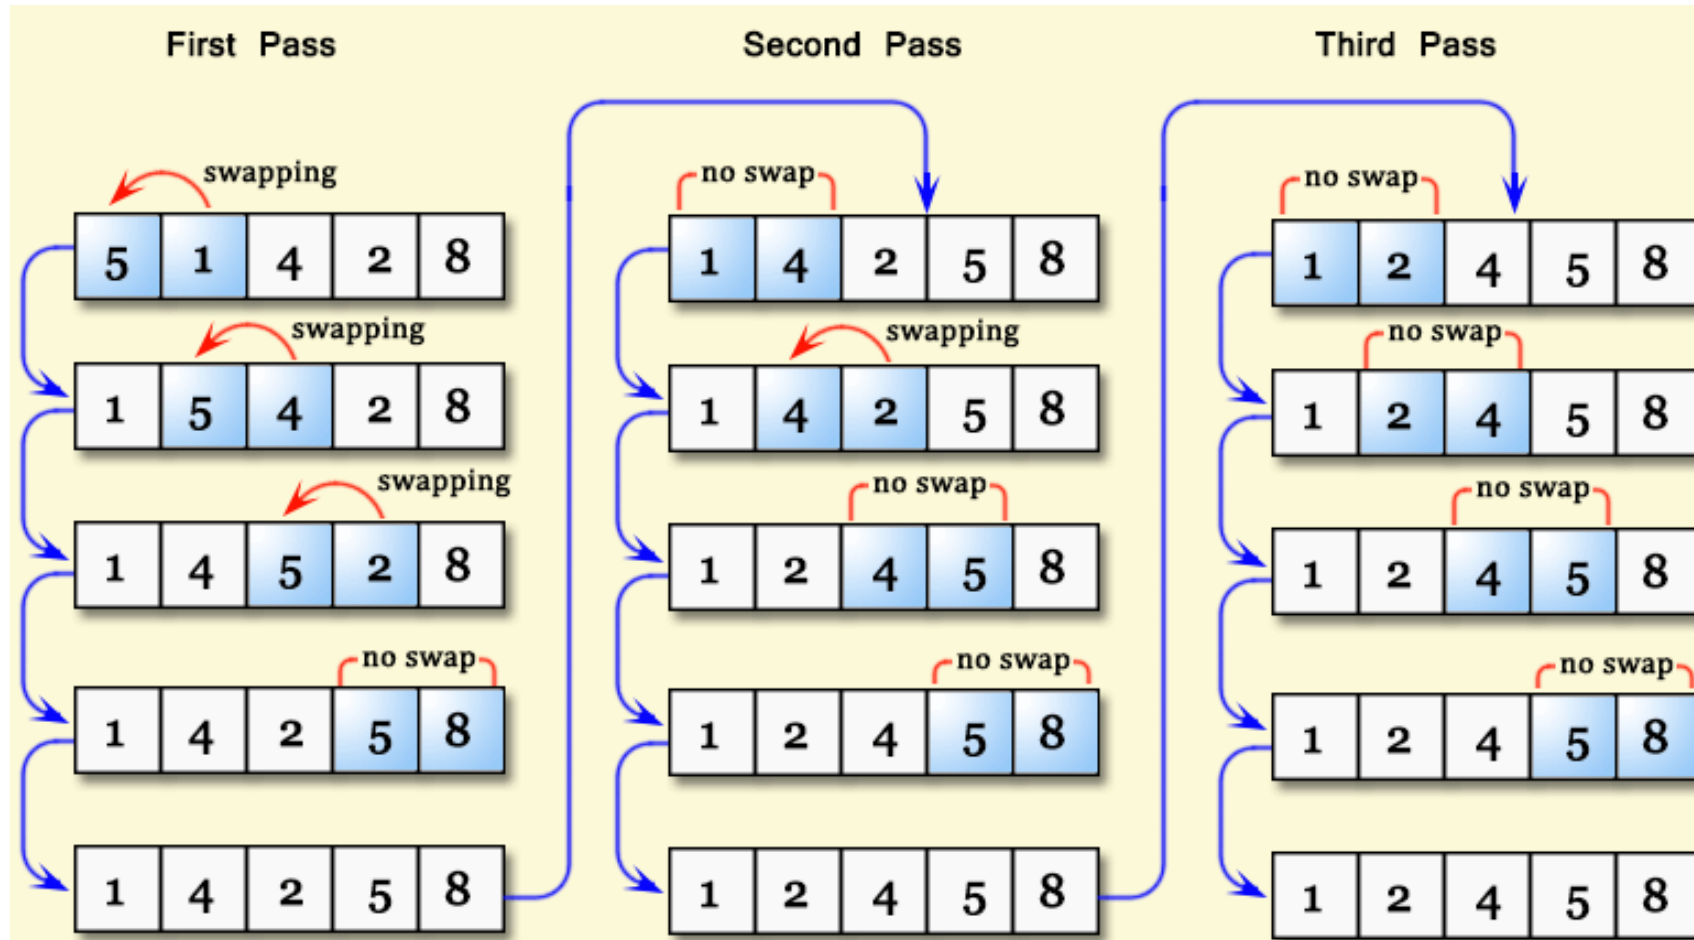 First Pass
swapping
5 1 4 2 8
swapping
1 5 4 2 8
swapping
1 4 5 2 8
no swap
1 4 2 5 8
1 4 2 5 8
Second Pass
no swap
1 4 2 5 8
swapping
1 4 2 5 8
no swap
1 2 4 5 8
no swap
1 2 4 5 8
1 2 4 5 8
Third Pass
no swap
1 2 4 5 8
no swap
1 2 4 5 8
no swap
1 2 4 5 8
no swap
1 2 4 5 8
1 2 4 5 8